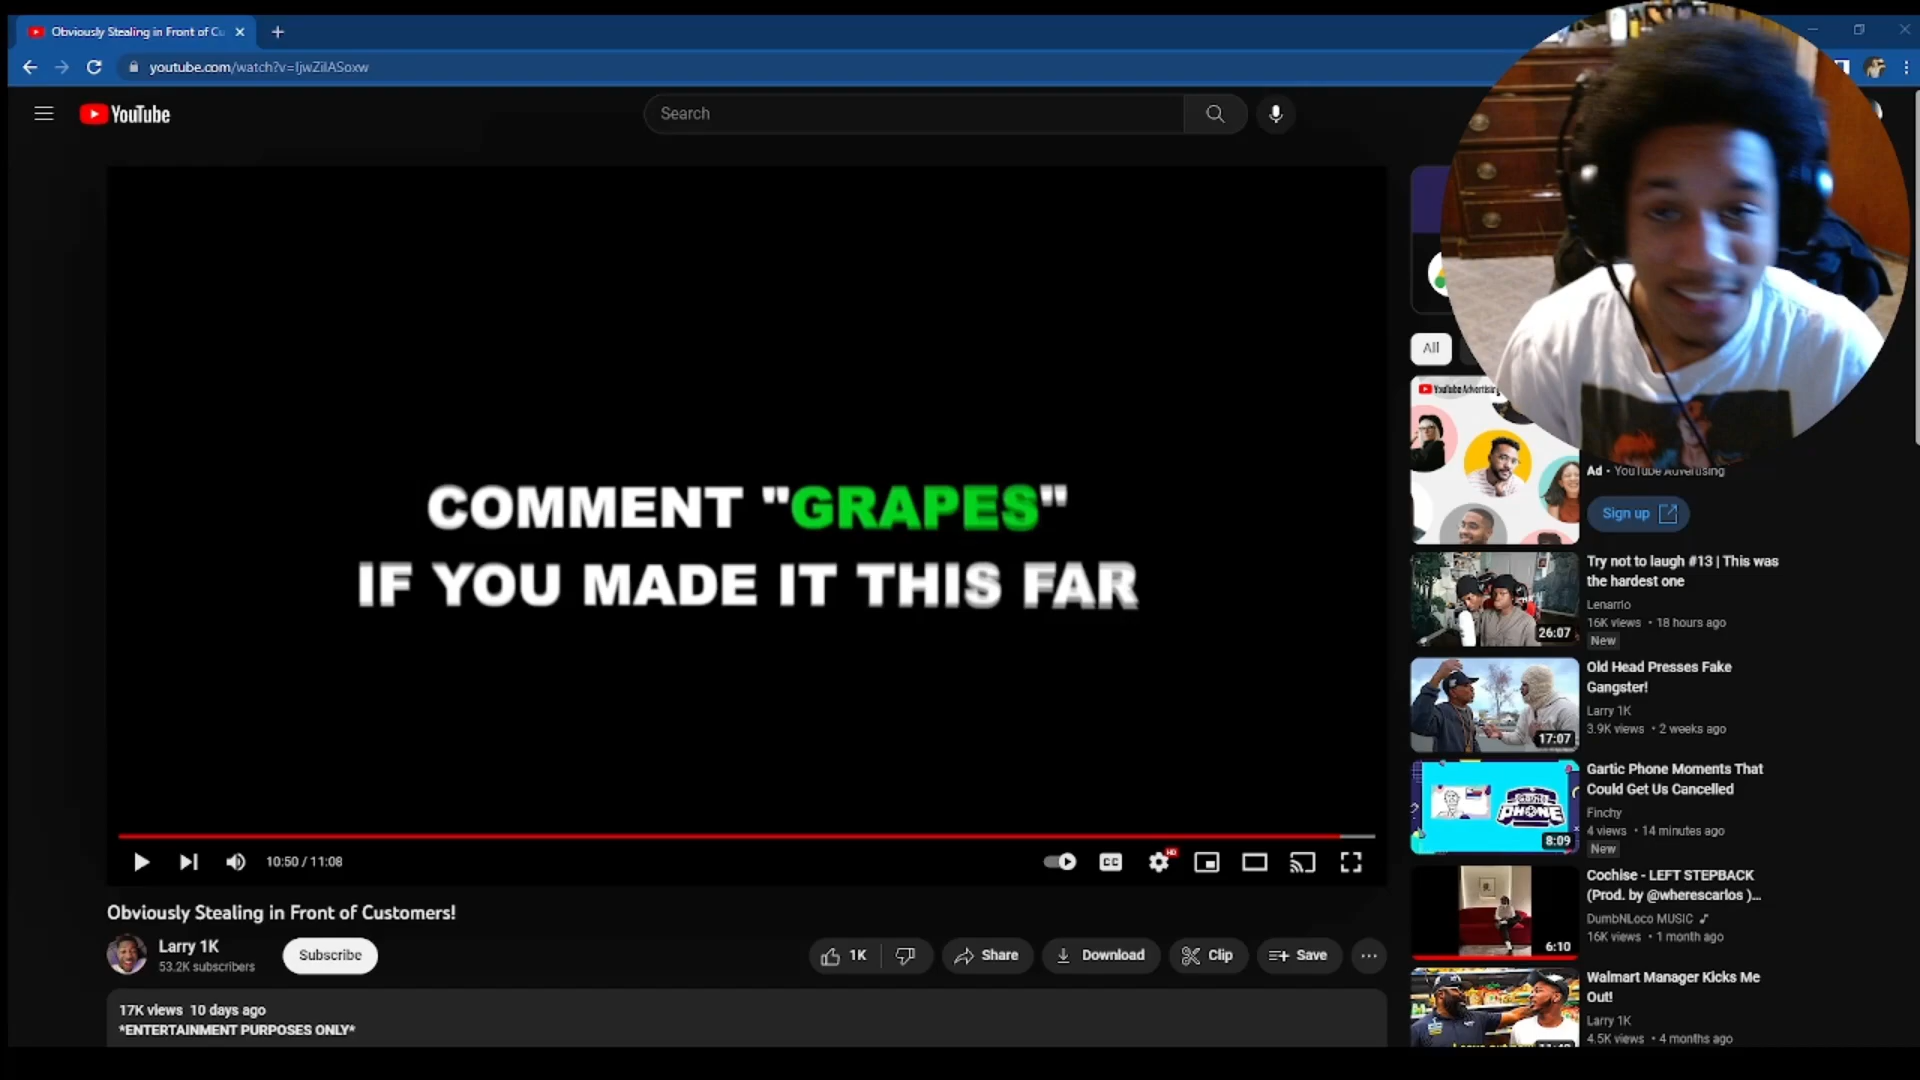 Obviously Stealing in Front of Cu
youtube.com/watch?v=IjwZilASoxw
YouTube
Search
COMMENT "GRAPES"
IF YOU MADE IT THIS FAR
10:50 / 11:08
CC
HD
Obviously Stealing in Front of Customers!
Larry 1K
53.2K subscribers
Subscribe
1K
Share
Download
Clip
Save
17K views 10 days ago
*ENTERTAINMENT PURPOSES ONLY*
All
YouTube Advertising
Ad • YouTube Advertising
Sign up
Try not to laugh #13 | This was
the hardest one
Lenarrio
16K views • 18 hours ago
New
26:07
Old Head Presses Fake
Gangster!
Larry 1K
3.9K views • 2 weeks ago
17:07
Gartic Phone Moments That
Could Get Us Cancelled
Finchy
4 views • 14 minutes ago
New
PHONE
8:09
Cochise - LEFT STEPBACK
(Prod. by @wherescarlos )...
DumbNLoco MUSIC
16K views • 1 month ago
6:10
Walmart Manager Kicks Me
Out!
Larry 1K
4.5K views • 4 months ago